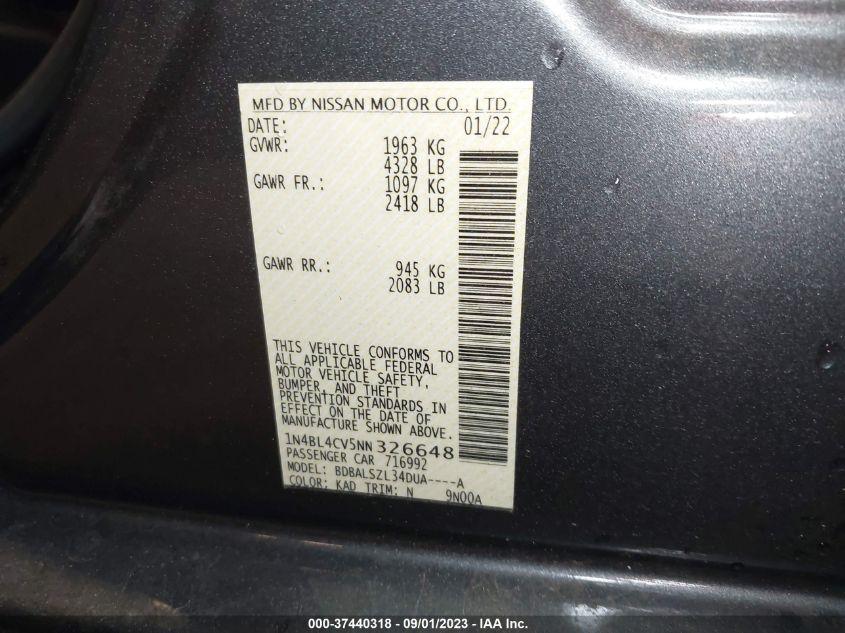 MFD BY NISSAN MOTOR CO., LTD.
DATE: 01/22
GVWR: 1963 KG
4328 LB
GAWR FR.: 1097 KG
2418 LB
GAWR RR.: 945 KG
2083 LB
THIS VEHICLE CONFORMS TO
ALL APPLICABLE FEDERAL
MOTOR VEHICLE SAFETY,
BUMPER, AND THEFT
PREVENTION STANDARDS IN
EFFECT ON THE DATE OF
MANUFACTURE SHOWN ABOVE.
1N4BL4CV5NN326648
PASSENGER CAR 716992
MODEL: BDBALSZL34DUA----A
COLOR: KAD TRIM: N 9N00A
000-37440318 - 09/01/2023 - IAA Inc.